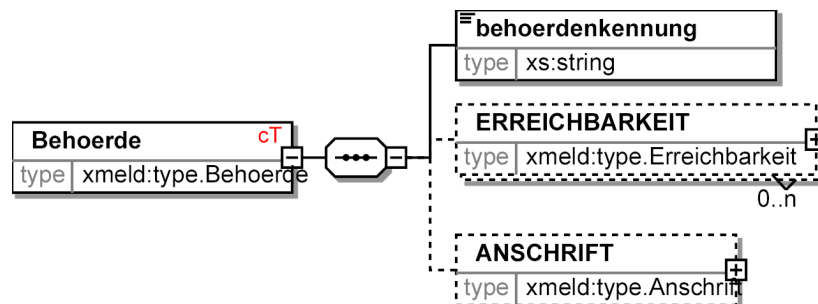 behoerdenkennung
type xs:string
Behoerde cT
type xmeld:type.Behoerde
ERREICHBARKEIT
type xmeld:type.Erreichbarkeit
0..n
ANSCHRIFT
type xmeld:type.Anschrift